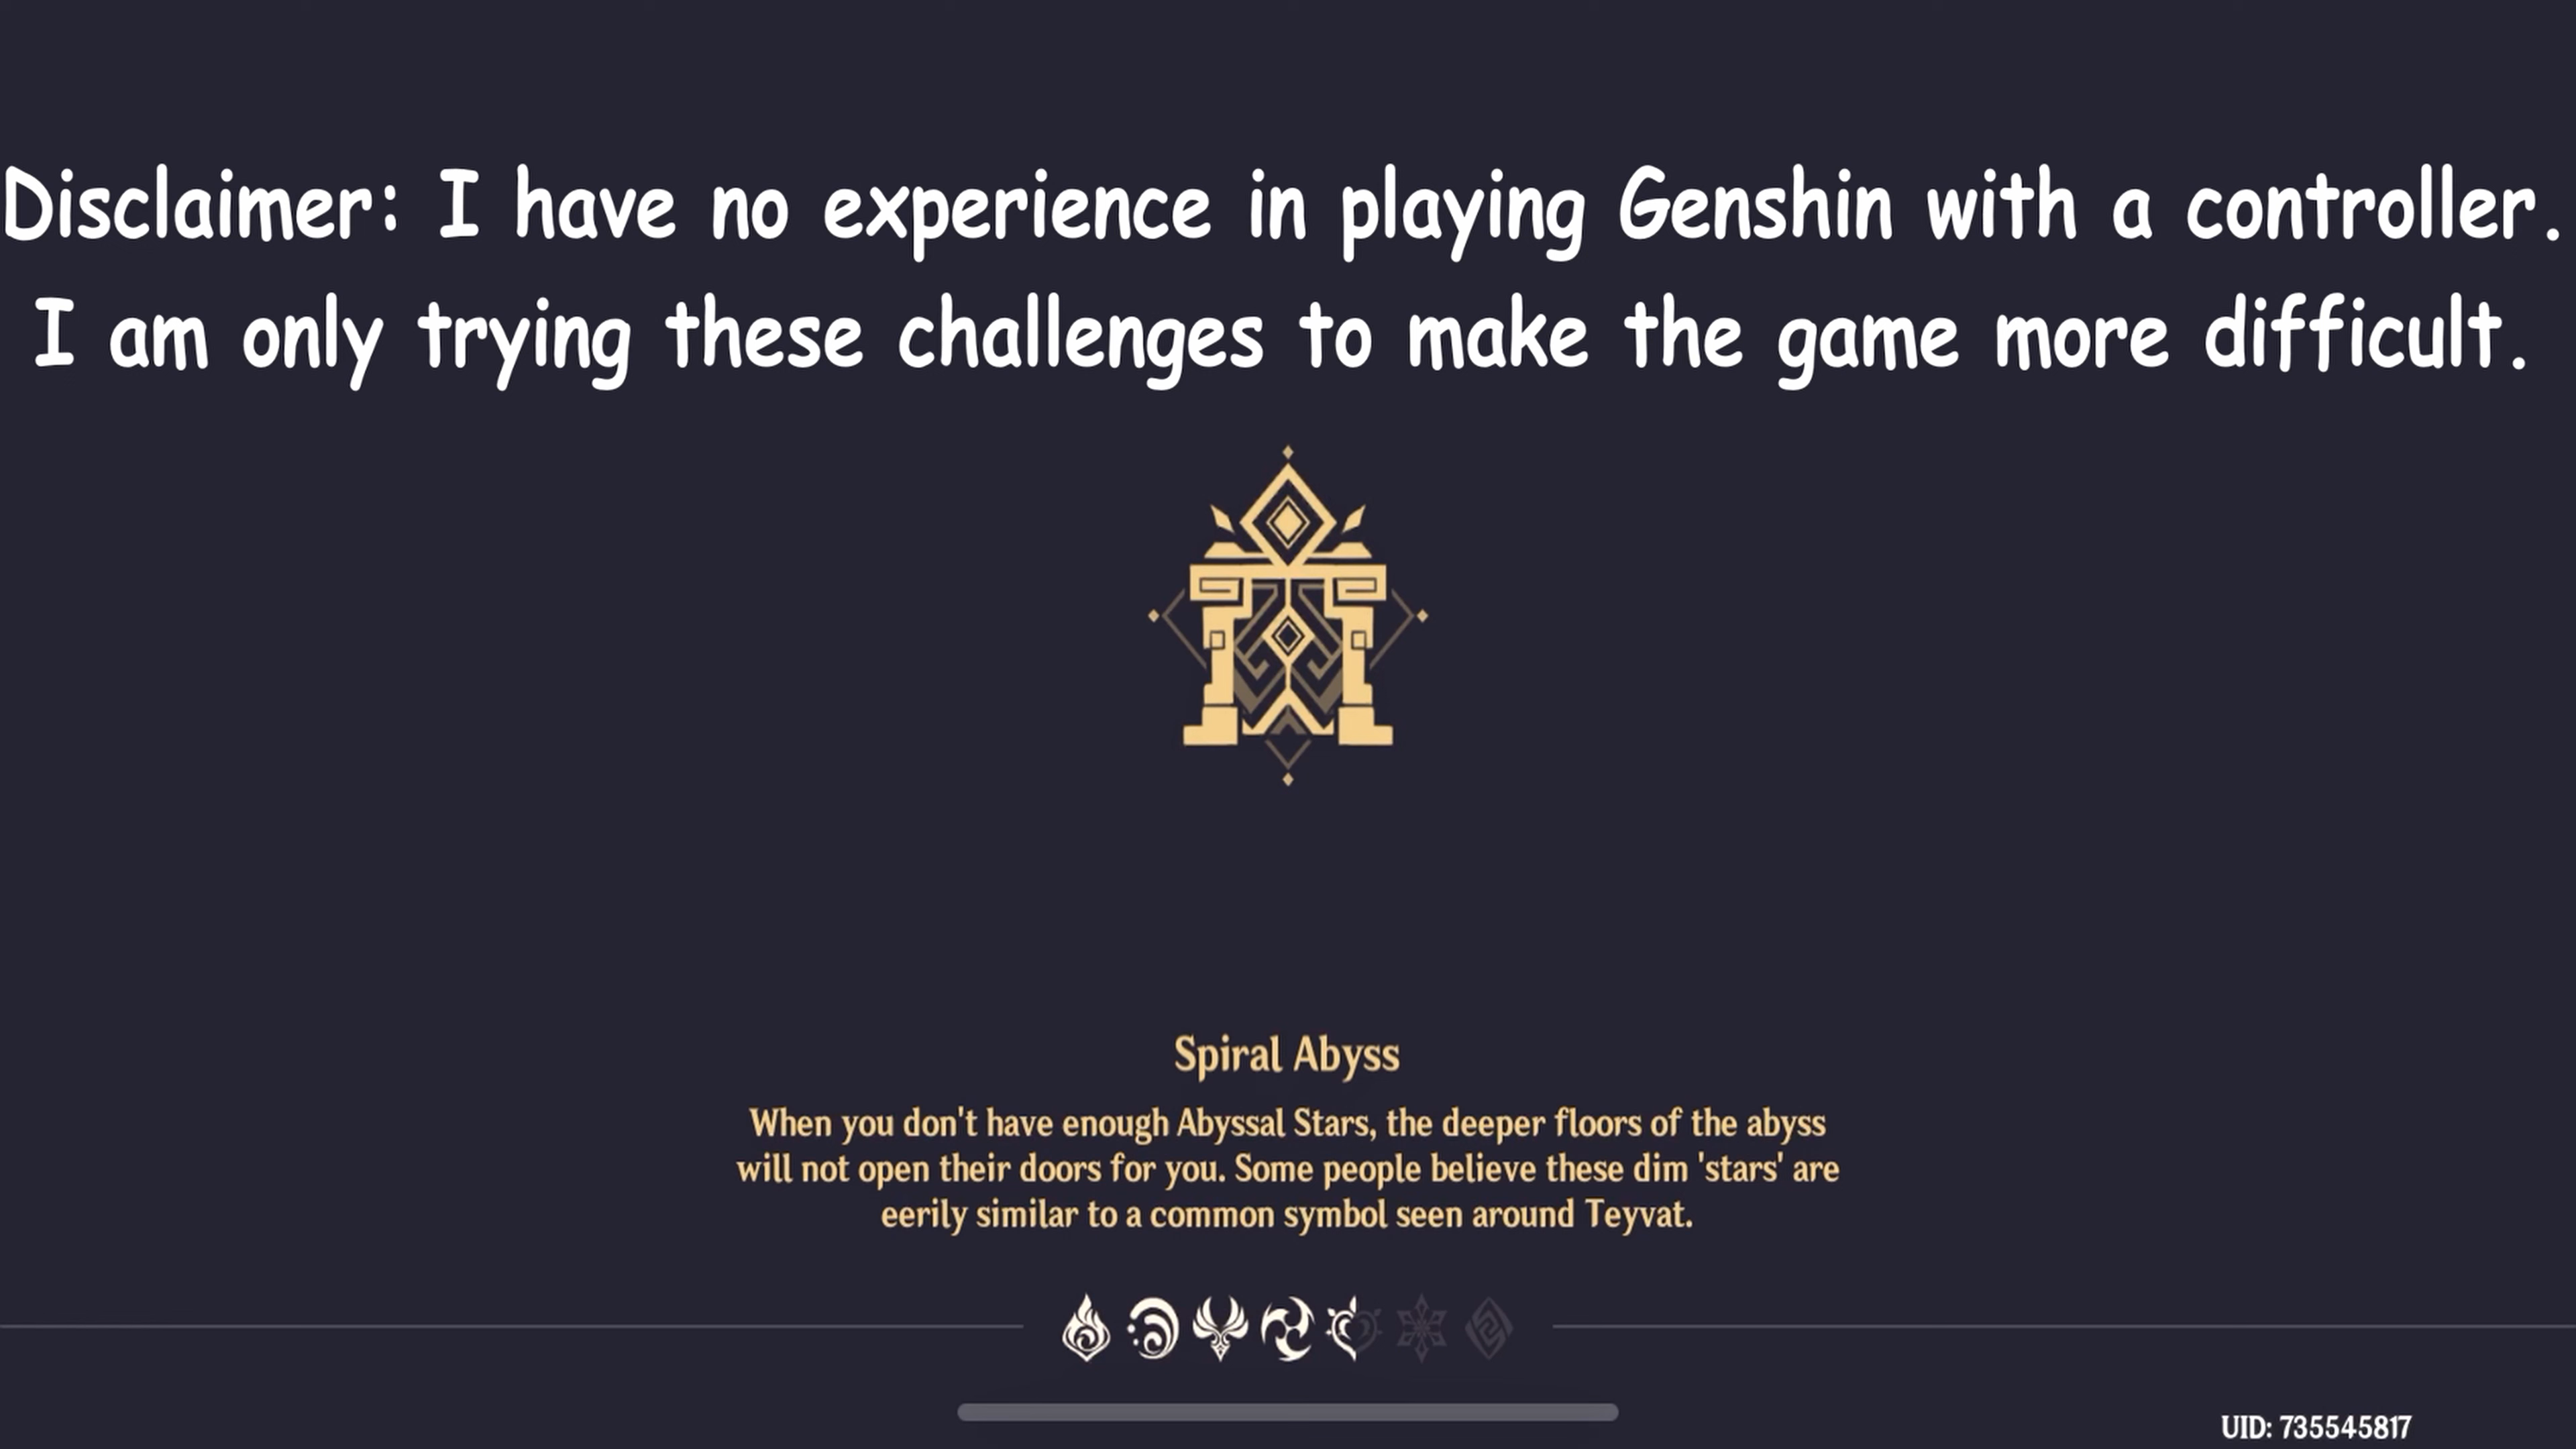 Disclaimer: I have no experience in playing Genshin with a controller.
I am only trying these challenges to make the game more difficult.
Spiral Abyss
When you don't have enough Abyssal Stars, the deeper floors of the abyss
will not open their doors for you. Some people believe these dim 'stars' are
eerily similar to a common symbol seen around Teyvat.
UID: 735545817